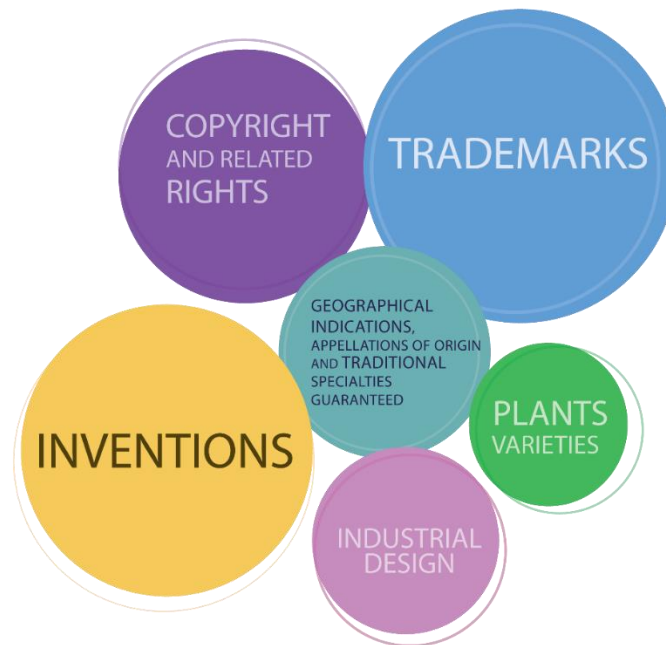 COPYRIGHT
AND RELATED
RIGHTS
TRADEMARKS
GEOGRAPHICAL
INDICATIONS,
APPELLATIONS OF ORIGIN
AND TRADITIONAL
SPECIALTIES
GUARANTEED
INVENTIONS
PLANTS
VARIETIES
INDUSTRIAL
DESIGN